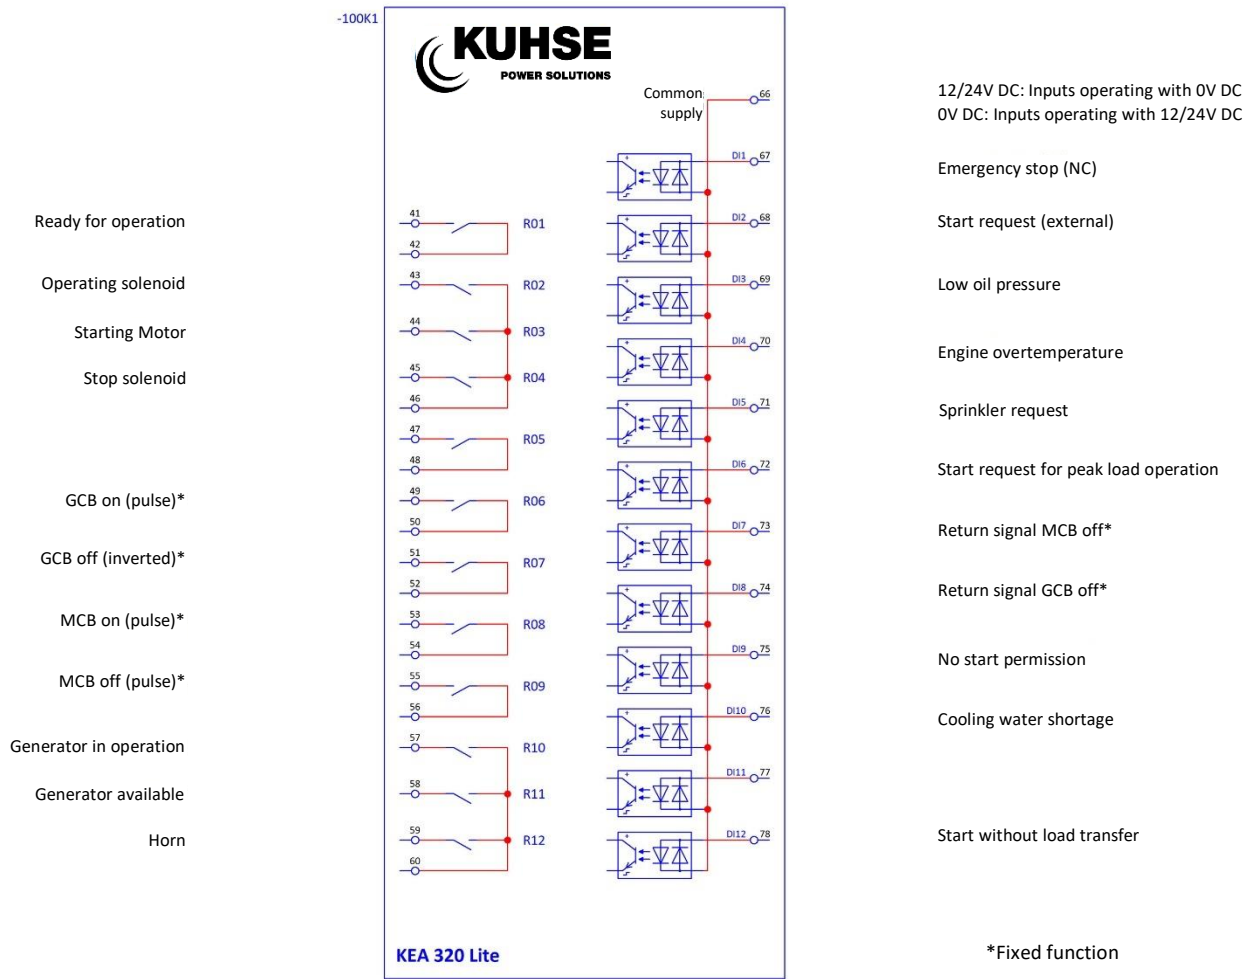 -100K1
KUHSE
POWER SOLUTIONS
Common
supply
66
12/24V DC: Inputs operating with 0V DC
0V DC: Inputs operating with 12/24V DC
DI1 67
Emergency stop (NC)
Ready for operation
41
R01
42
DI2 68
Start request (external)
Operating solenoid
43
R02
DI3 69
Low oil pressure
Starting Motor
44
R03
DI4 70
Engine overtemperature
Stop solenoid
45
R04
46
DI5 71
Sprinkler request
47
R05
48
DI6 72
Start request for peak load operation
GCB on (pulse)*
49
R06
50
DI7 73
Return signal MCB off*
GCB off (inverted)*
51
R07
52
DI8 74
Return signal GCB off*
MCB on (pulse)*
53
R08
54
DI9 75
No start permission
MCB off (pulse)*
55
R09
56
DI10 76
Cooling water shortage
Generator in operation
57
R10
DI11 77
Generator available
58
R11
Horn
59
R12
60
DI12 78
Start without load transfer
KEA 320 Lite
*Fixed function